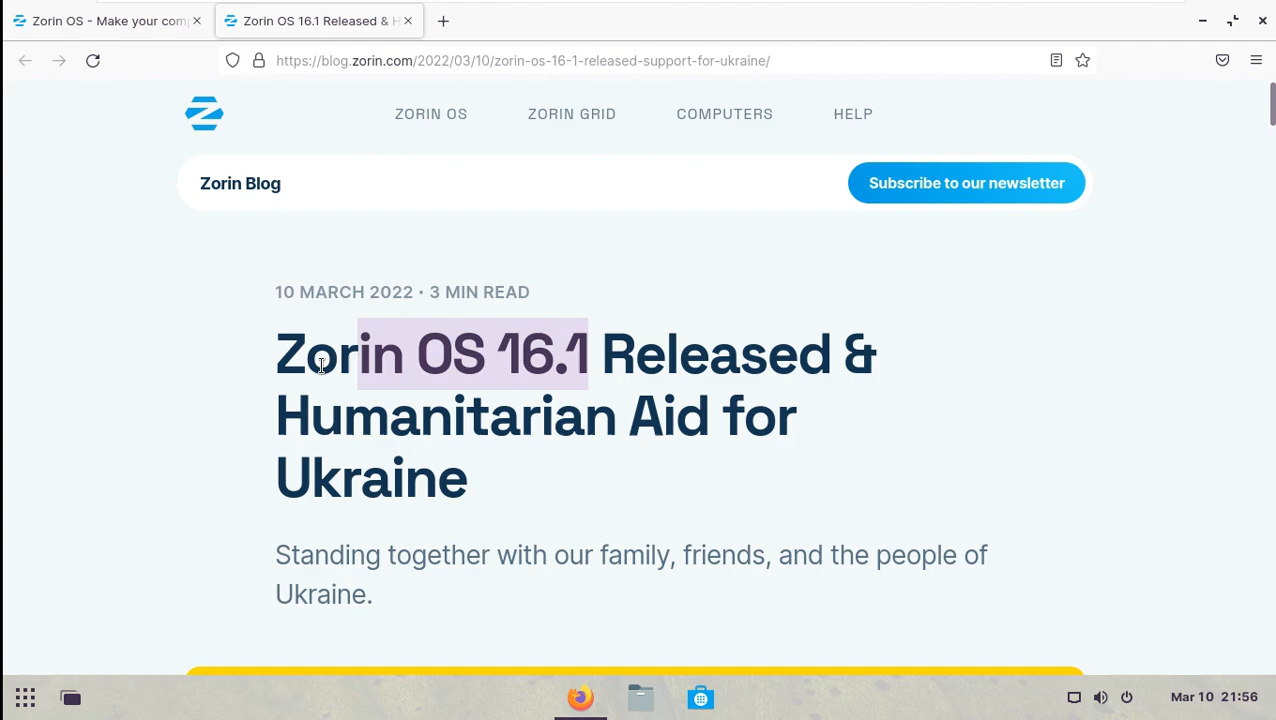 Zorin OS - Make your com
Zorin OS 16.1 Released & H
https://blog.zorin.com/2022/03/10/zorin-os-16-1-released-support-for-ukraine/
ZORIN OS ZORIN GRID COMPUTERS HELP
Zorin Blog Subscribe to our newsletter
10 MARCH 2022 • 3 MIN READ
Zorin OS 16.1 Released &
Humanitarian Aid for
Ukraine
Standing together with our family, friends, and the people of
Ukraine.
Mar 10 21:56